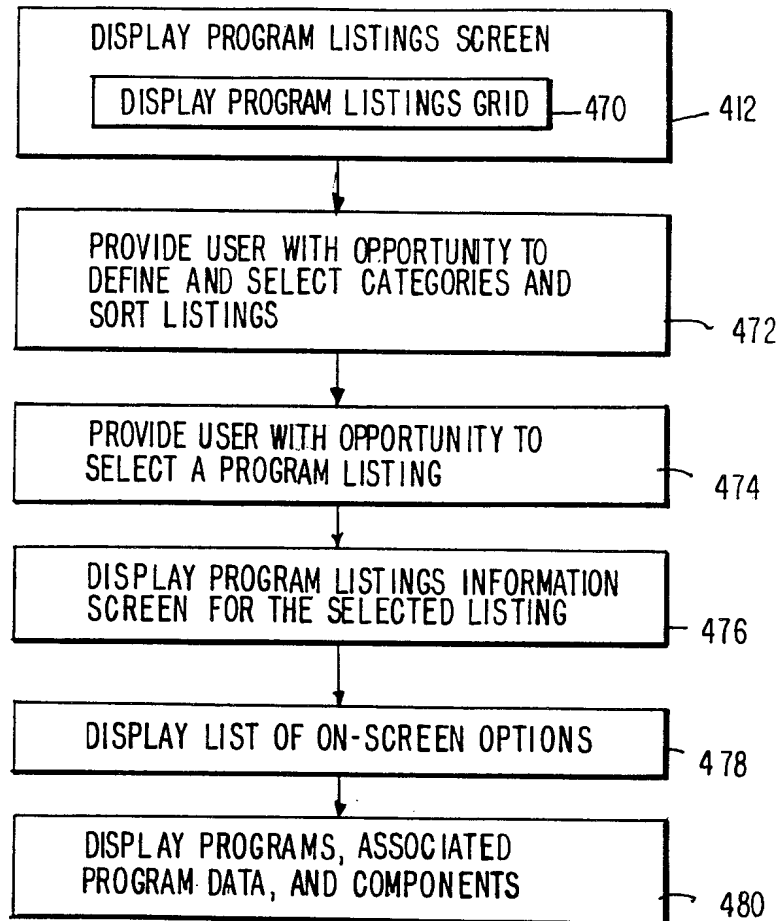 DISPLAY PROGRAM LISTINGS SCREEN
DISPLAY PROGRAM LISTINGS GRID
470
412
PROVIDE USER WITH OPPORTUNITY TO
DEFINE AND SELECT CATEGORIES AND
SORT LISTINGS
472
PROVIDE USER WITH OPPORTUNITY TO
SELECT A PROGRAM LISTING
474
DISPLAY PROGRAM LISTINGS INFORMATION
SCREEN FOR THE SELECTED LISTING
476
DISPLAY LIST OF ON-SCREEN OPTIONS
478
DISPLAY PROGRAMS, ASSOCIATED
PROGRAM DATA, AND COMPONENTS
480